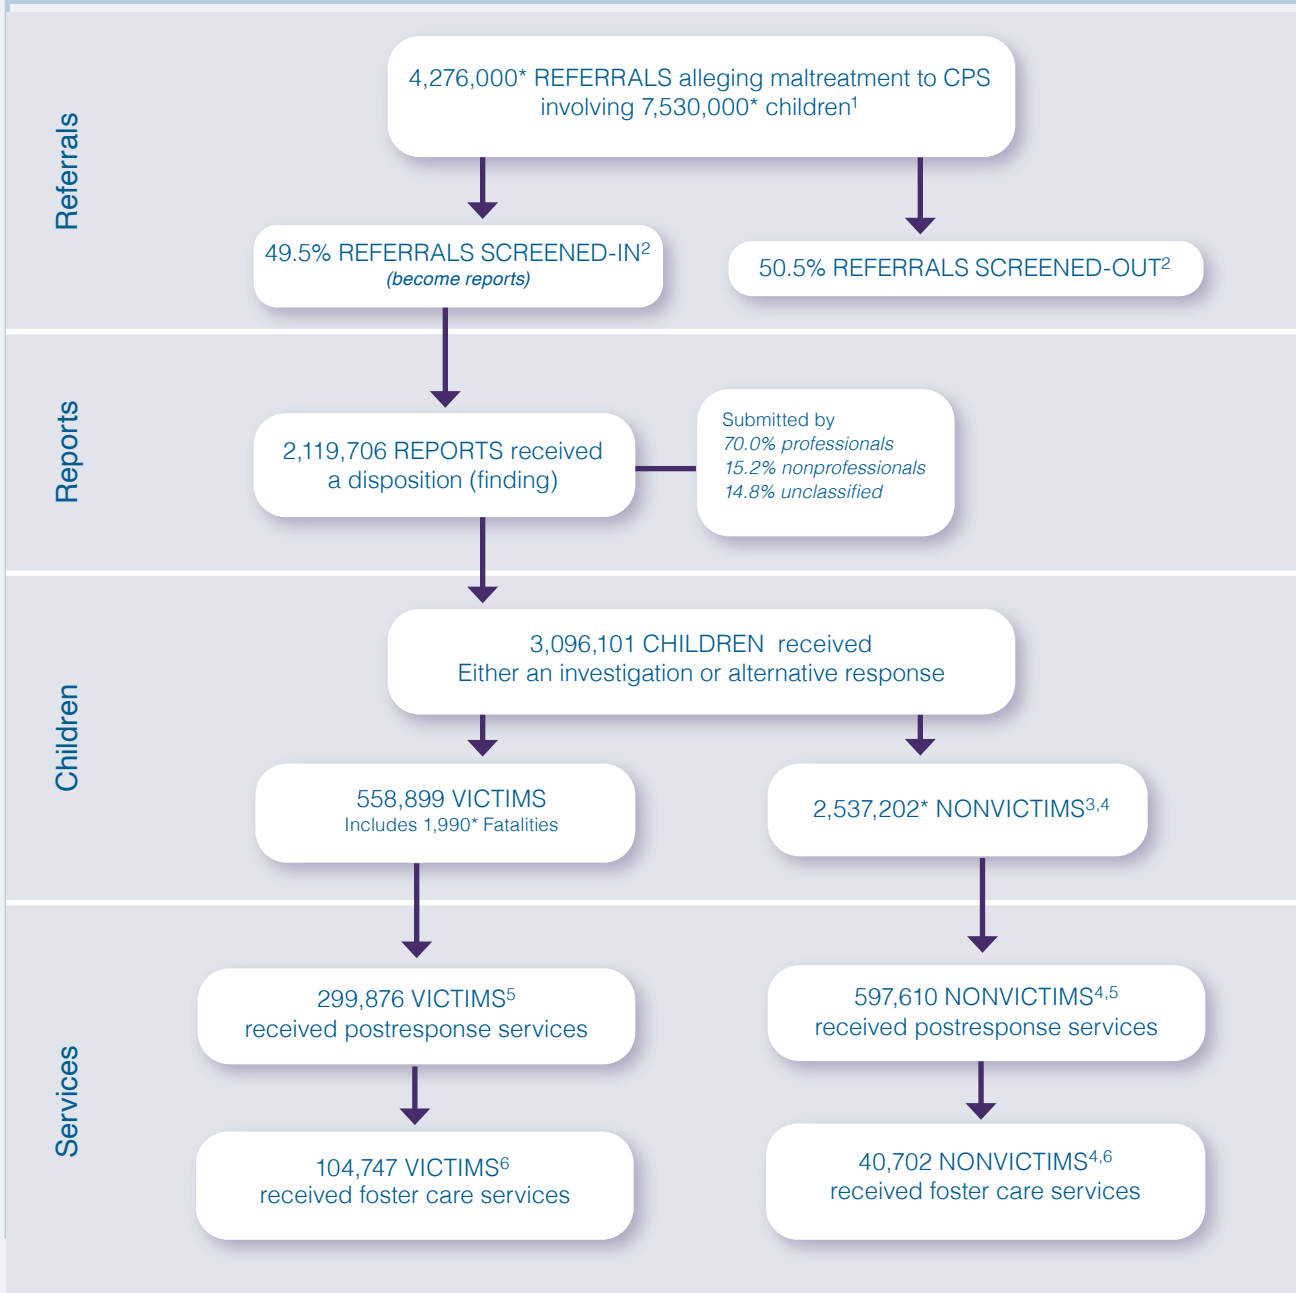 Referrals
4,276,000* REFERRALS alleging maltreatment to CPS
involving 7,530,000* children¹
49.5% REFERRALS SCREENED-IN²
(become reports)
50.5% REFERRALS SCREENED-OUT²
Reports
2,119,706 REPORTS received
a disposition (finding)
Submitted by
70.0% professionals
15.2% nonprofessionals
14.8% unclassified
Children
3,096,101 CHILDREN received
Either an investigation or alternative response
558,899 VICTIMS
Includes 1,990* Fatalities
2,537,202* NONVICTIMS³,⁴
Services
299,876 VICTIMS⁵
received postresponse services
597,610 NONVICTIMS⁴,⁵
received postresponse services
104,747 VICTIMS⁶
received foster care services
40,702 NONVICTIMS⁴,⁶
received foster care services